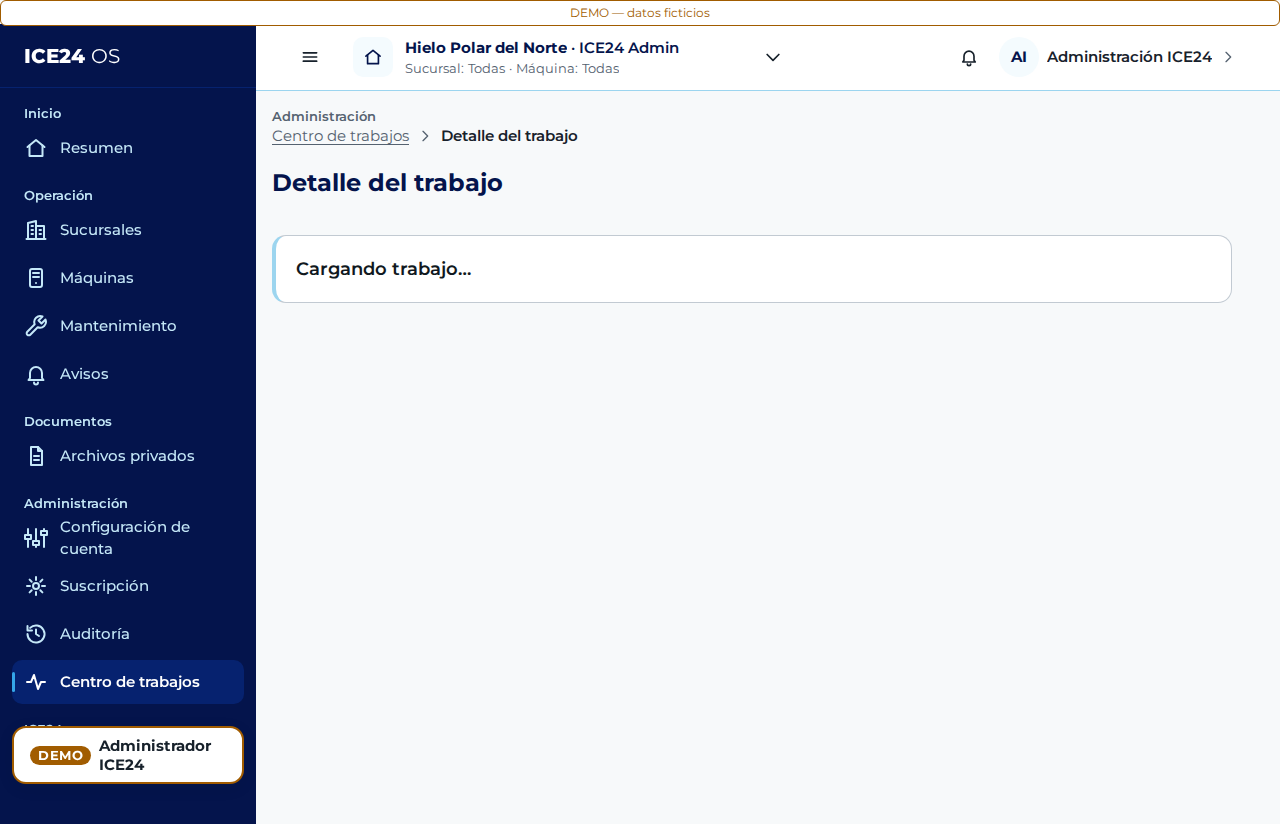 DEMO — datos ficticios
ICE24 OS
Hielo Polar del Norte · ICE24 Admin
Sucursal: Todas · Máquina: Todas
AI
Administración ICE24
Inicio
Resumen
Operación
Sucursales
Máquinas
Mantenimiento
Avisos
Documentos
Archivos privados
Administración
Configuración de
cuenta
Suscripción
Auditoría
Centro de trabajos
DEMO
Administrador
ICE24
Administración
Centro de trabajos
Detalle del trabajo
Detalle del trabajo
Cargando trabajo...